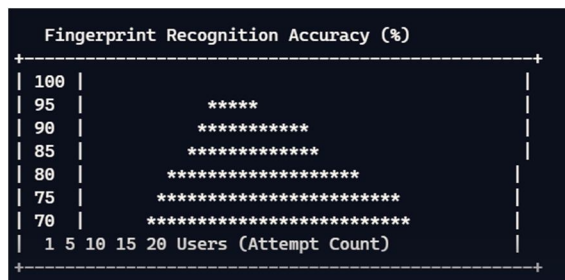 Fingerprint Recognition Accuracy (%)
+--------------------------------------------------+
| 100 |                                            |
| 95  |            *****                           |
| 90  |           ***********                      |
| 85  |          *************                     |
| 80  |        *******************                |
| 75  |       ************************            |
| 70  |      **************************           |
|  1 5 10 15 20 Users (Attempt Count)             |
+--------------------------------------------------+